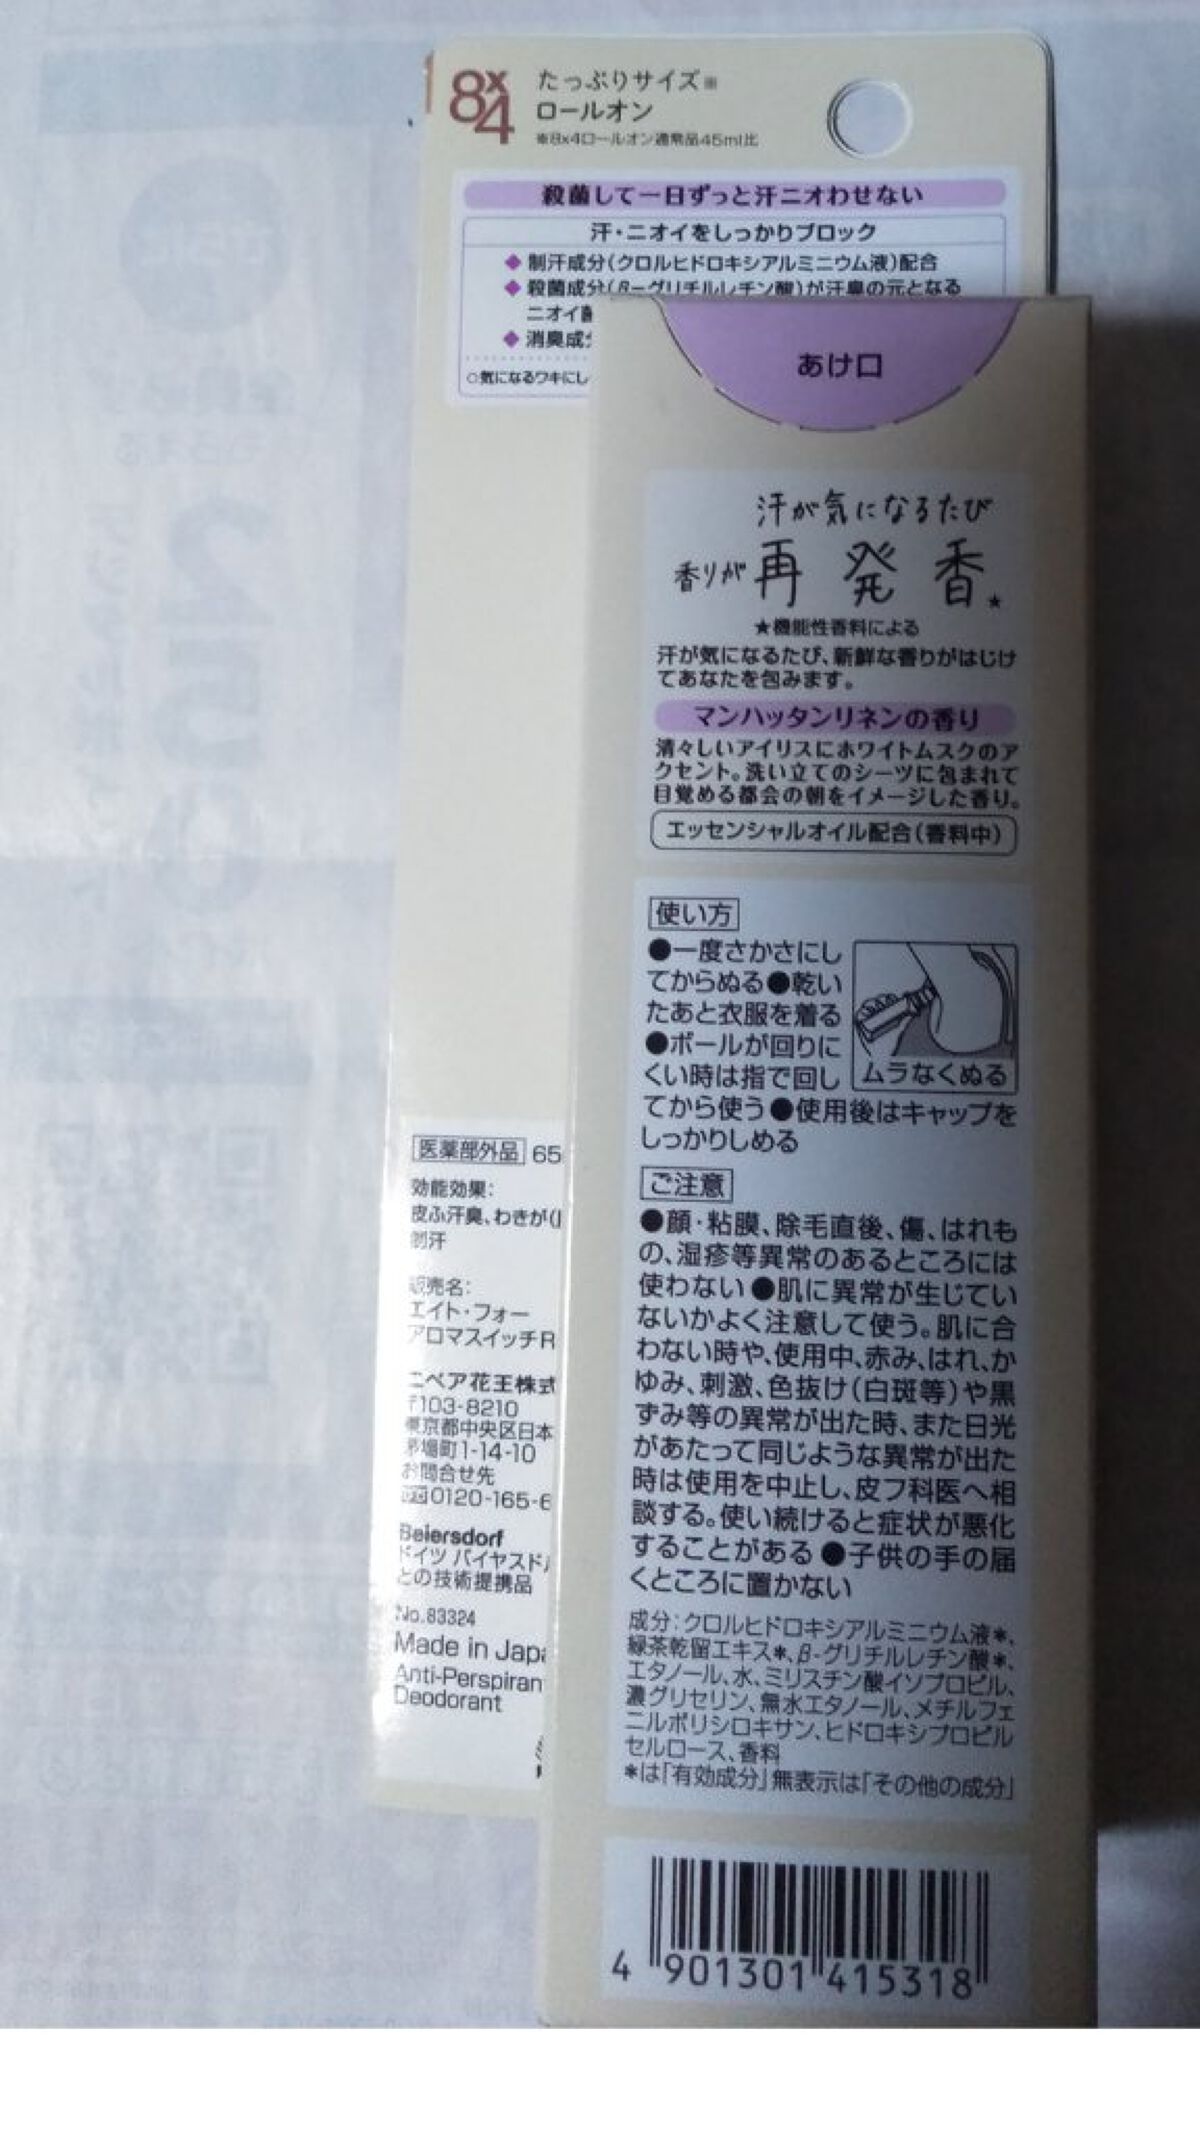 8x4
たっぷりサイズ※
ロールオン
※8x4ロールオン通常品45ml比
殺菌して一日ずっと汗ニオわせない
汗・ニオイをしっかりブロック
◆制汗成分(クロルヒドロキシアルミニウム液)配合
◆殺菌成分(β-グリチルレチン酸)が汗臭の元となる
ニオイ菌
◆消臭成
○気になるワキにし
あけ口
汗が気になるたび
香りが再発香★
★機能性香料による
汗が気になるたび、新鮮な香りがはじけ
てあなたを包みます。
マンハッタンリネンの香り
清々しいアイリスにホワイトムスクのア
クセント。洗い立てのシーツに包まれて
目覚める都会の朝をイメージした香り。
エッセンシャルオイル配合(香料中)
使い方
●一度さかさにし
てからぬる●乾い
たあと衣服を着る
●ボールが回りに
くい時は指で回し
てから使う●使用後はキャップを
しっかりしめる
ムラなくぬる
ご注意
●顔・粘膜、除毛直後、傷、はれも
の、湿疹等異常のあるところには
使わない●肌に異常が生じてい
ないかよく注意して使う。肌に合
わない時や、使用中、赤み、はれ、か
ゆみ、刺激、色抜け(白斑等)や黒
ずみ等の異常が出た時、また日光
があたって同じような異常が出た
時は使用を中止し、皮フ科医へ相
談する。使い続けると症状が悪化
することがある●子供の手の届
くところに置かない
成分:クロルヒドロキシアルミニウム液*、
緑茶乾留エキス*、β-グリチルレチン酸*、
エタノール、水、ミリスチン酸イソプロピル、
濃グリセリン、無水エタノール、メチルフェ
ニルポリシロキサン、ヒドロキシプロピル
セルロース、香料
*は「有効成分」無表示は「その他の成分」
4 901301 415318
医薬部外品 65
効能効果:
皮ふ汗臭、わきが(
制汗
販売名:
エイト・フォー
アロマスイッチR
ニベア花王株式
〒103-8210
東京都中央区日本
茅場町1-14-10
お問合せ先
0120-165-6
Beiersdorf
ドイツ バイヤスドル
との技術提携品
No.83324
Made in Japa
Anti-Perspiran
Deodorant